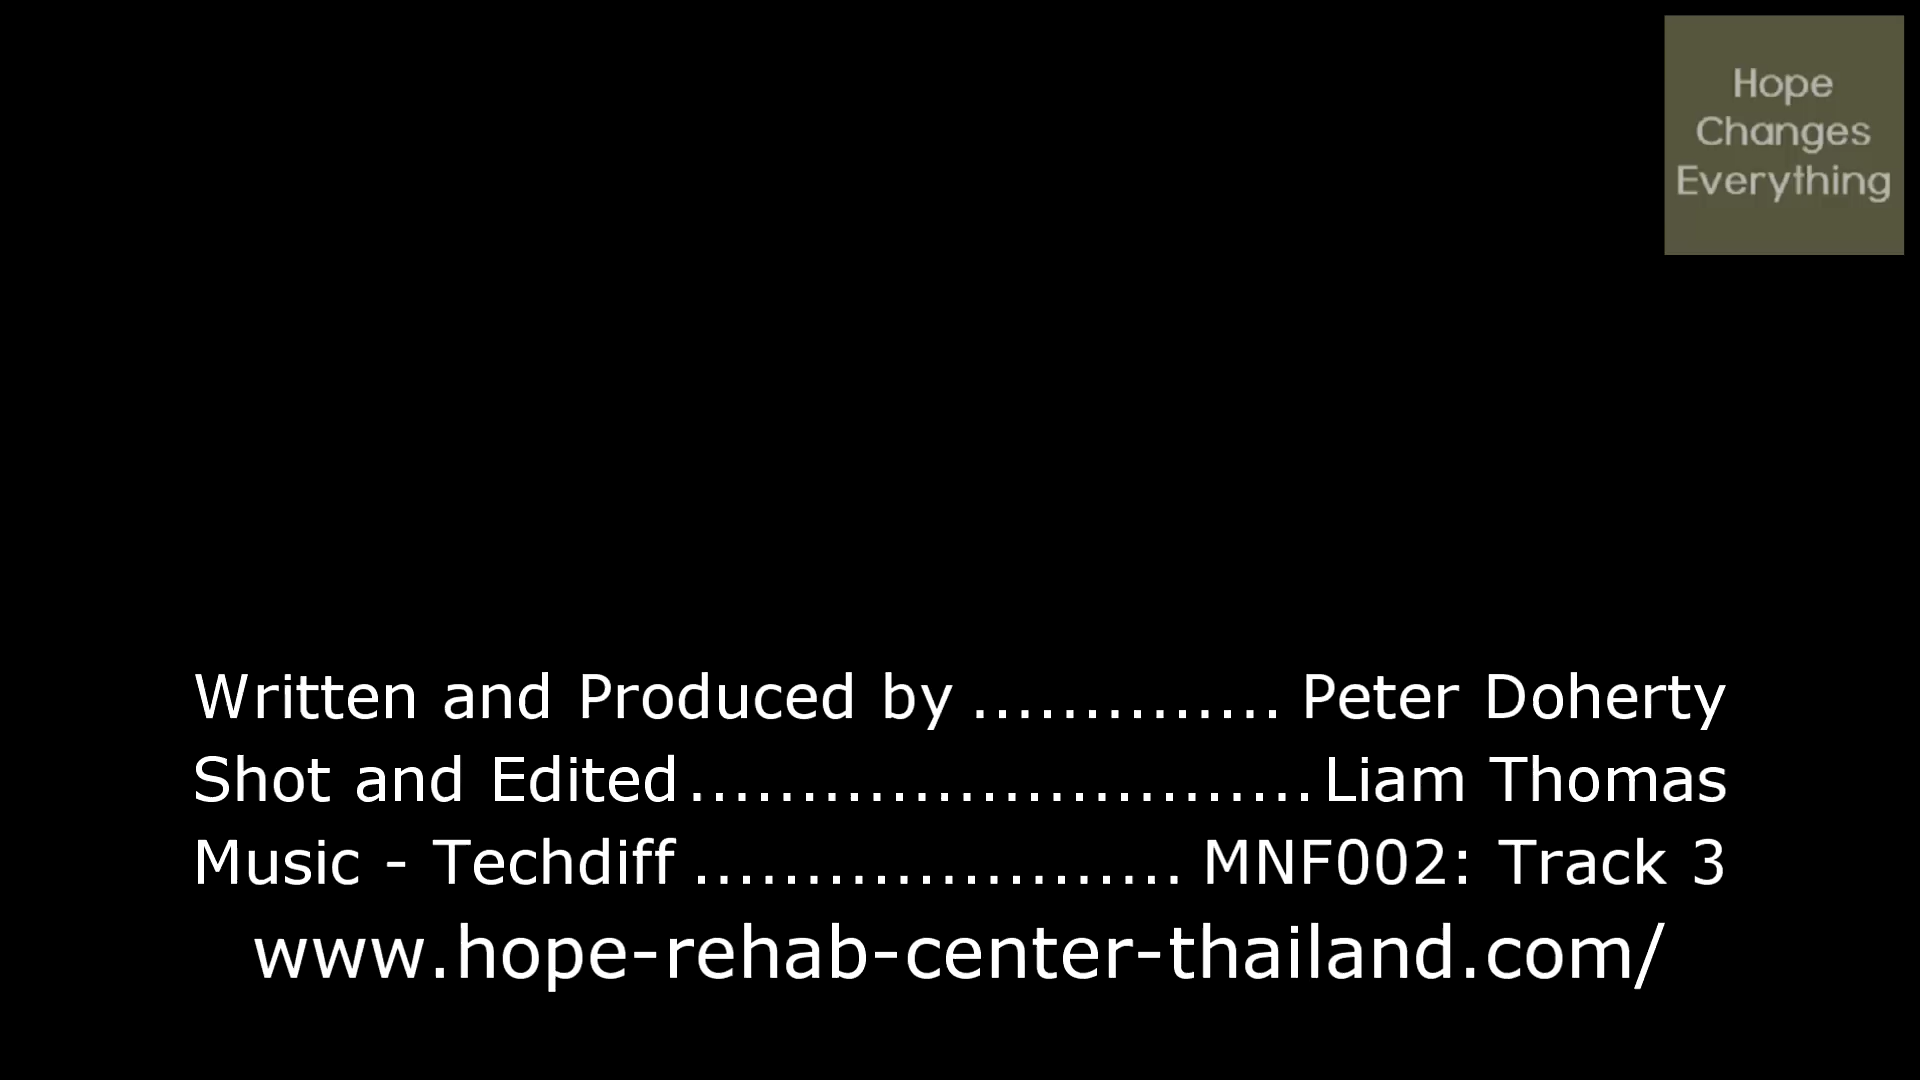 Hope
Changes
Everything
Written and Produced by .............. Peter Doherty
Shot and Edited ............................ Liam Thomas
Music - Techdiff ...................... MNF002: Track 3
www.hope-rehab-center-thailand.com/